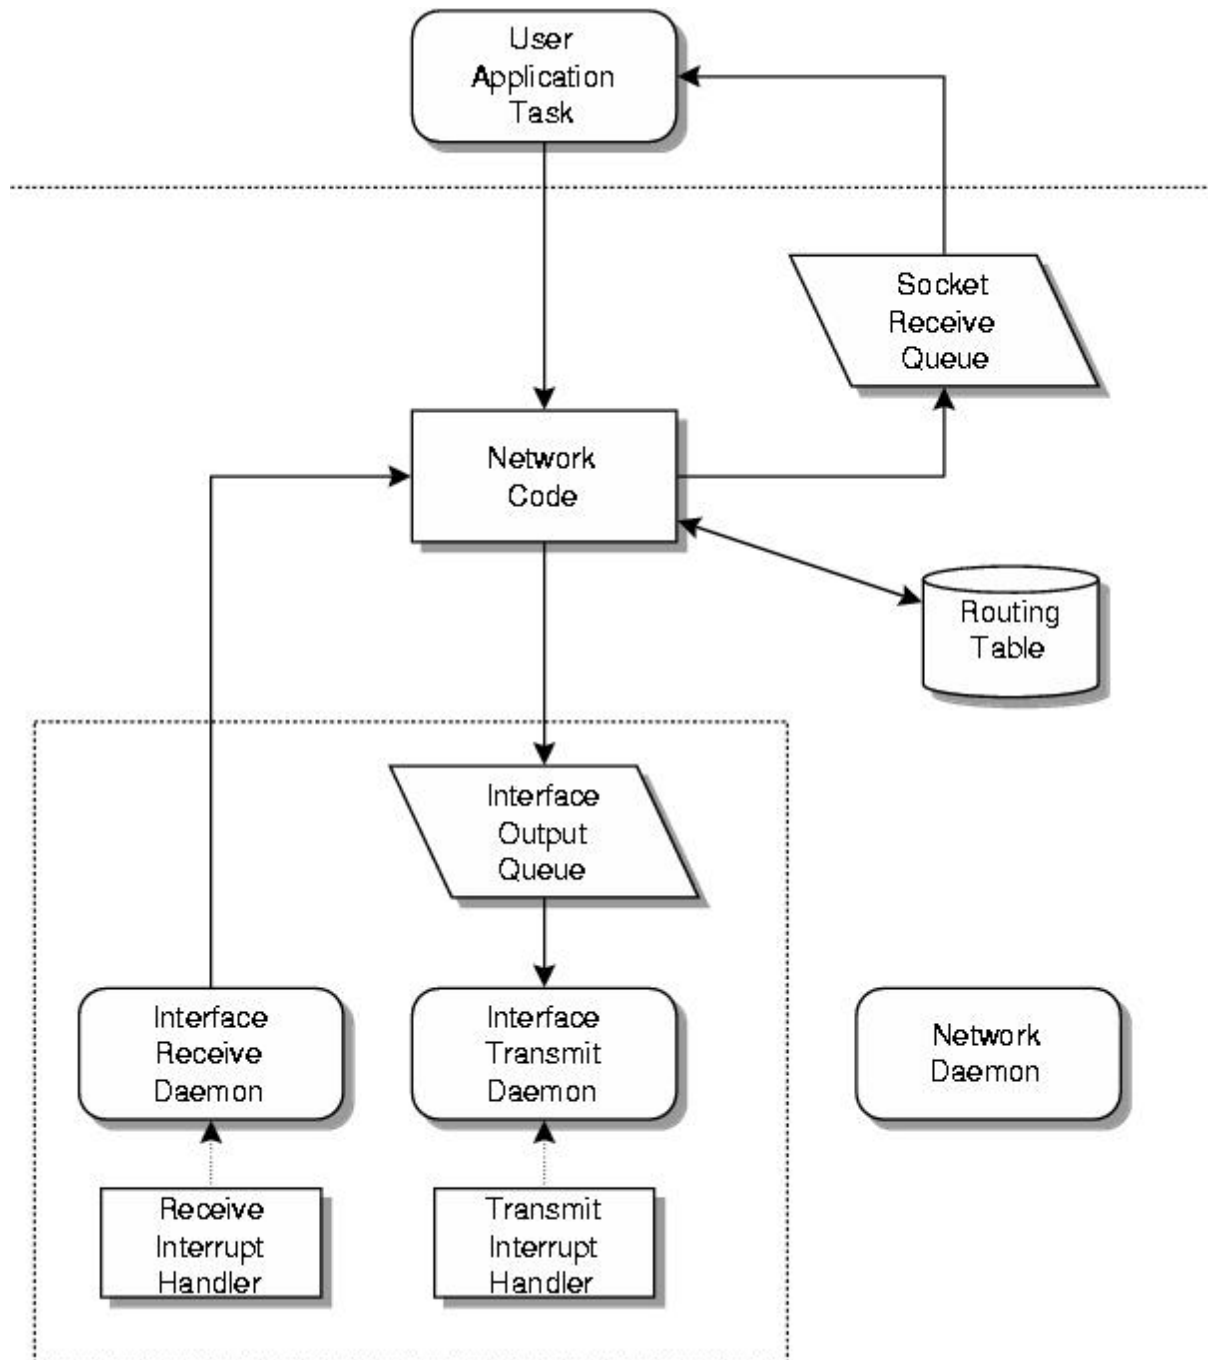 User
Application
Task
Socket
Receive
Queue
Network
Code
Routing
Table
Interface
Output
Queue
Interface
Receive
Daemon
Interface
Transmit
Daemon
Network
Daemon
Receive
Interrupt
Handler
Transmit
Interrupt
Handler